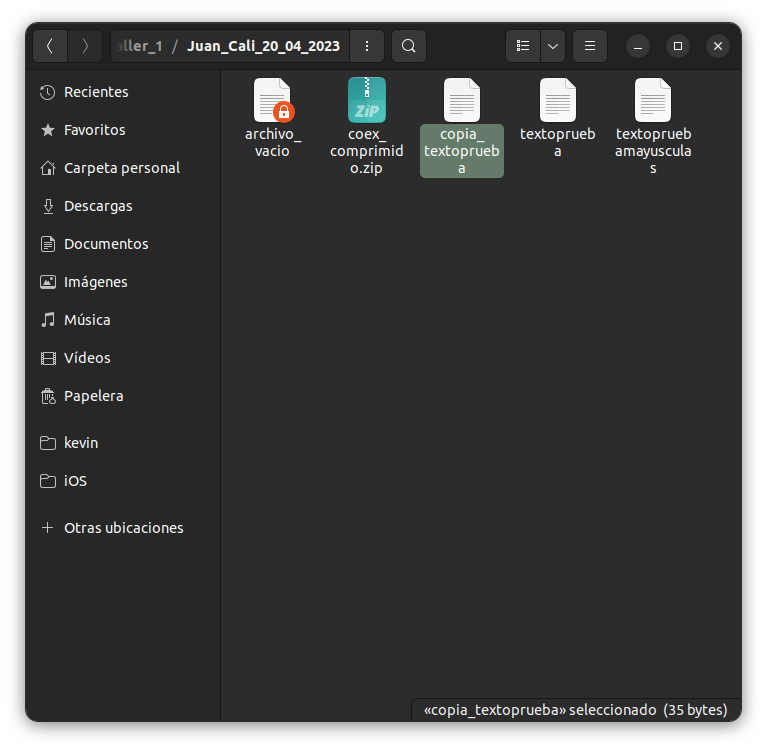 aller_1 / Juan_Cali_20_04_2023
Recientes
Favoritos
Carpeta personal
Descargas
Documentos
Imágenes
Música
Vídeos
Papelera
kevin
iOS
Otras ubicaciones
archivo_
vacio
ZIP
coex_
comprimid
o.zip
copia_
textoprueb
a
textoprueb
a
textoprueb
amayuscula
s
«copia_textoprueba» seleccionado (35 bytes)